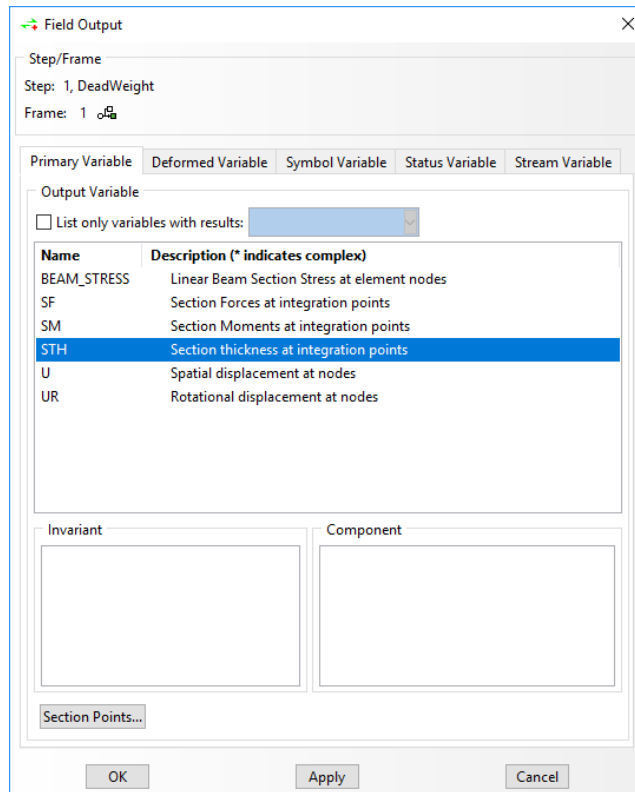 Field Output
Step/Frame
Step: 1, DeadWeight
Frame: 1
Primary Variable Deformed Variable Symbol Variable Status Variable Stream Variable
Output Variable
List only variables with results:
Name Description (* indicates complex)
BEAM_STRESS Linear Beam Section Stress at element nodes
SF Section Forces at integration points
SM Section Moments at integration points
STH Section thickness at integration points
U Spatial displacement at nodes
UR Rotational displacement at nodes
Invariant Component
Section Points...
OK Apply Cancel